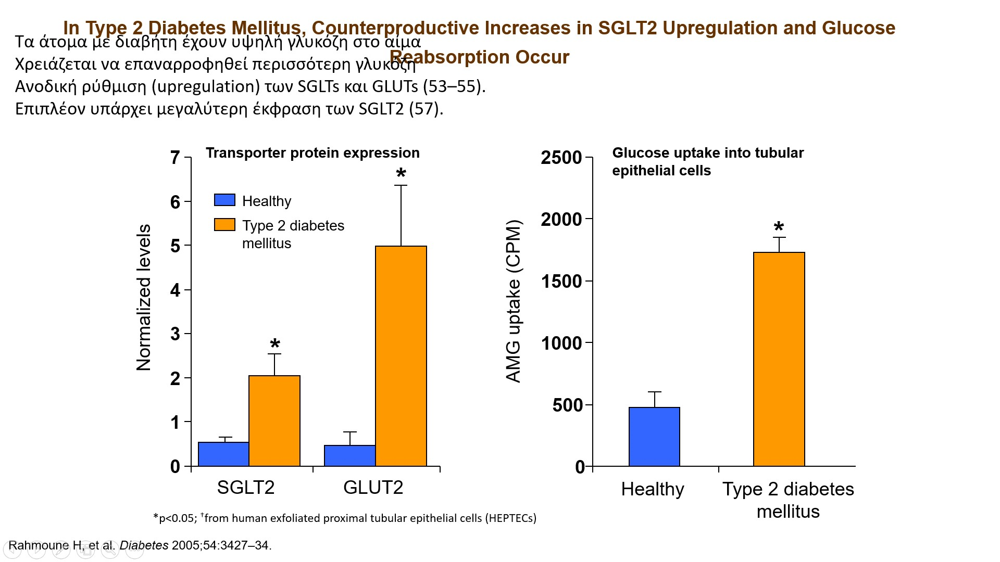 In Type 2 Diabetes Mellitus, Counterproductive Increases in SGLT2 Upregulation and Glucose
Reabsorption Occur
Τα άτομα με διαβήτη έχουν υψηλή γλυκόζη στο αίμα
Χρειάζεται να επαναρροφηθεί περισσότερη γλυκόζη
Ανοδική ρύθμιση (upregulation) των SGLTs και GLUTs (53–55).
Επιπλέον υπάρχει μεγαλύτερη έκφραση των SGLT2 (57).
Transporter protein expression
Normalized levels
7
6
5
4
3
2
1
0
Healthy
Type 2 diabetes
mellitus
*
*
SGLT2
GLUT2
Glucose uptake into tubular
epithelial cells
AMG uptake (CPM)
2500
2000
1500
1000
500
0
*
Healthy
Type 2 diabetes
mellitus
*p<0.05; †from human exfoliated proximal tubular epithelial cells (HEPTECs)
Rahmoune H, et al. Diabetes 2005;54:3427–34.